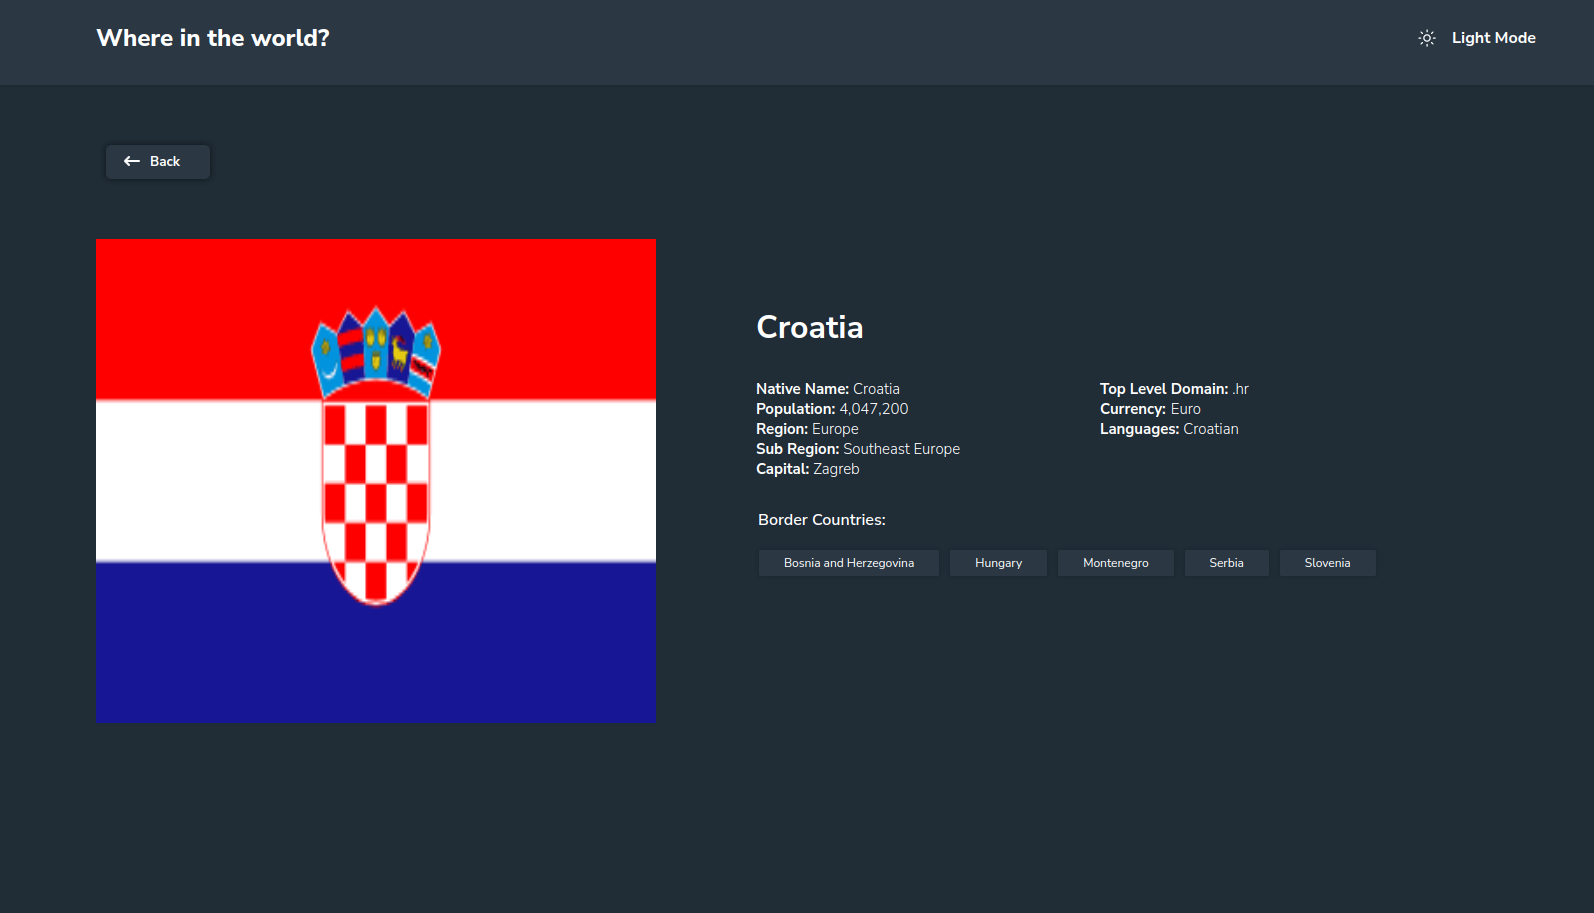 Where in the world?
Light Mode
Back
Croatia
Native Name: Croatia
Population: 4,047,200
Region: Europe
Sub Region: Southeast Europe
Capital: Zagreb
Top Level Domain: .hr
Currency: Euro
Languages: Croatian
Border Countries:
Bosnia and Herzegovina
Hungary
Montenegro
Serbia
Slovenia